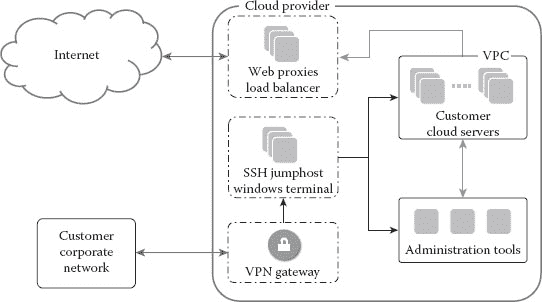 Cloud provider
Internet
Web proxies
load balancer
VPC
Customer
cloud servers
SSH jumphost
windows terminal
Customer
corporate
network
VPN gateway
Administration tools